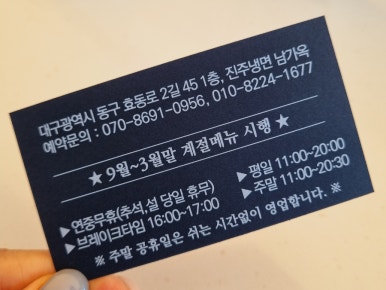 대구광역시 동구 효동로 2길 45 1층, 진주냉면 남가옥
예약문의 : 070-8691-0956, 010-8224-1677
★ 9월~3월말 계절메뉴 시행 ★
▶ 연중무휴(추석,설 당일 휴무) ▶ 평일 11:00~20:00
▶ 브레이크타임 16:00~17:00 ▶ 주말 11:00~20:30
※ 주말 공휴일은 쉬는 시간없이 영업합니다. ※